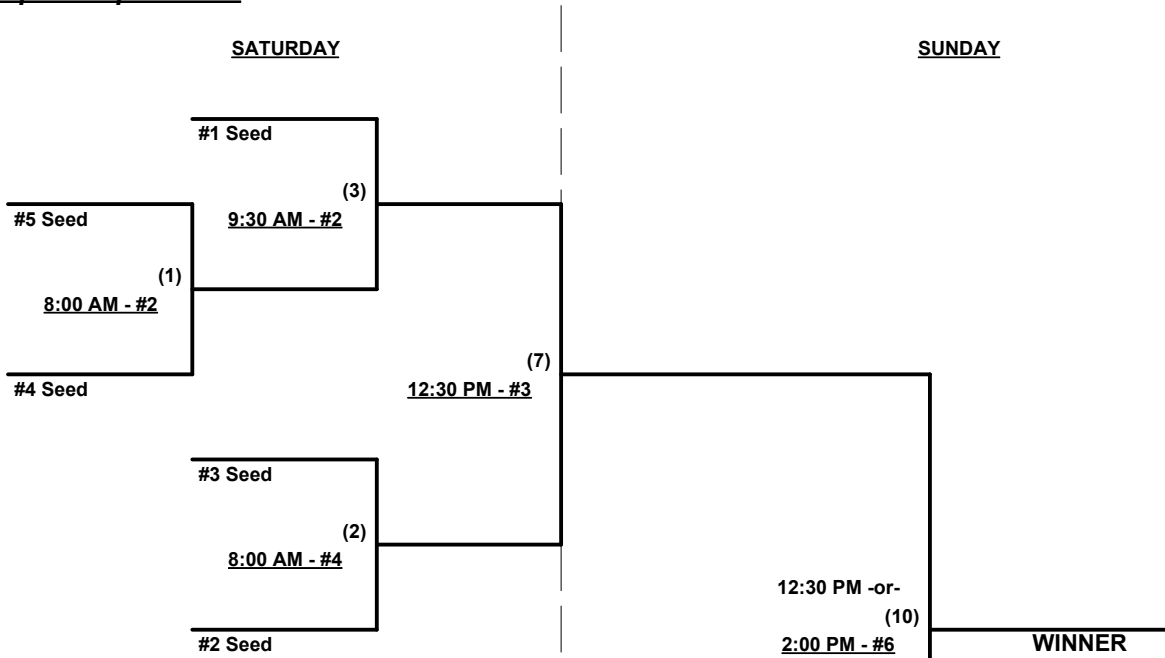 SATURDAY
SUNDAY
#1 Seed
(3)
#5 Seed
9:30 AM - #2
(1)
8:00 AM - #2
(7)
#4 Seed
12:30 PM - #3
#3 Seed
(2)
8:00 AM - #4
12:30 PM -or-
(10)
#2 Seed
2:00 PM - #6
WINNER